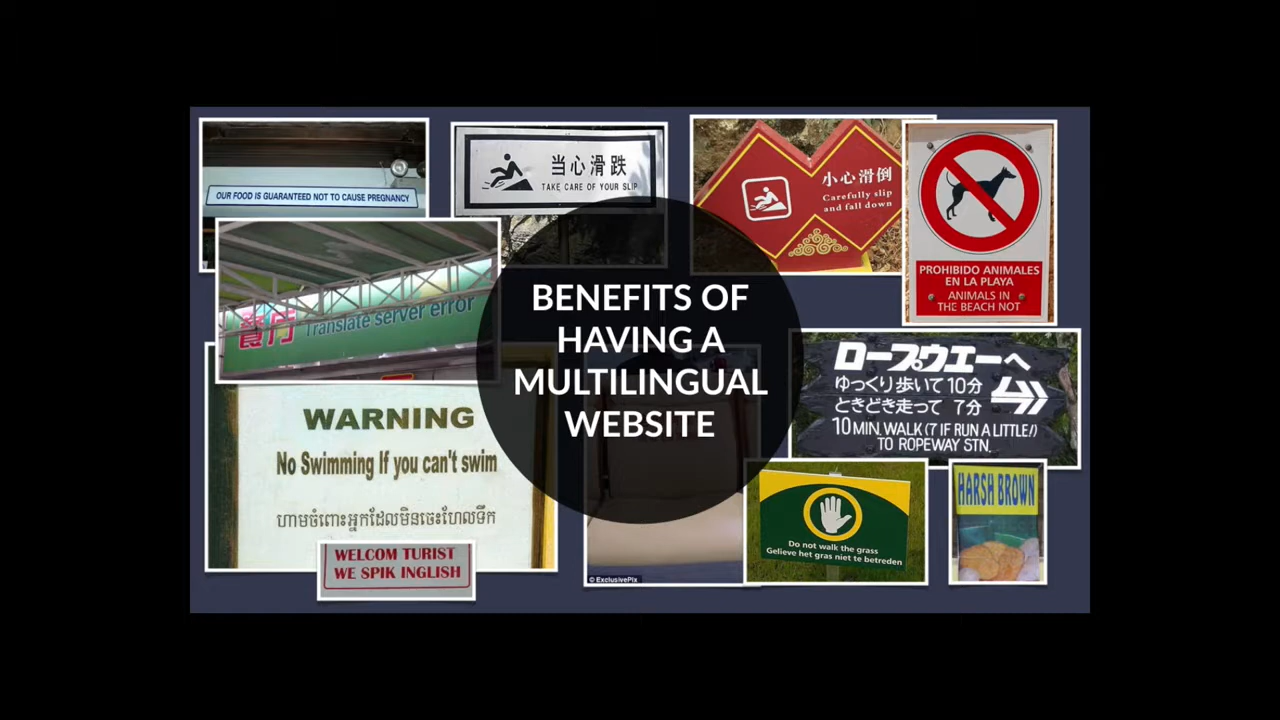 OUR FOOD IS GUARANTEED NOT TO CAUSE PREGNANCY
当心滑跌
TAKE CARE OF YOUR SLIP
小心滑倒
Carefully slip
and fall down
PROHIBIDO ANIMALES
EN LA PLAYA
ANIMALS IN
THE BEACH NOT
餐厅 Translate server error
BENEFITS OF
HAVING A
MULTILINGUAL
WEBSITE
ロープウエーへ
ゆっくり歩いて10分
ときどき走って 7分
10 MIN. WALK (7 IF RUN A LITTLE!)
TO ROPEWAY STN.
WARNING
No Swimming If you can't swim
ហាមចំពោះអ្នកដែលមិនចេះហែលទឹក
WELCOM TURIST
WE SPIK INGLISH
© ExclusivePix
Do not walk the grass
Gelieve het gras niet te betreden
HARSH BROWN